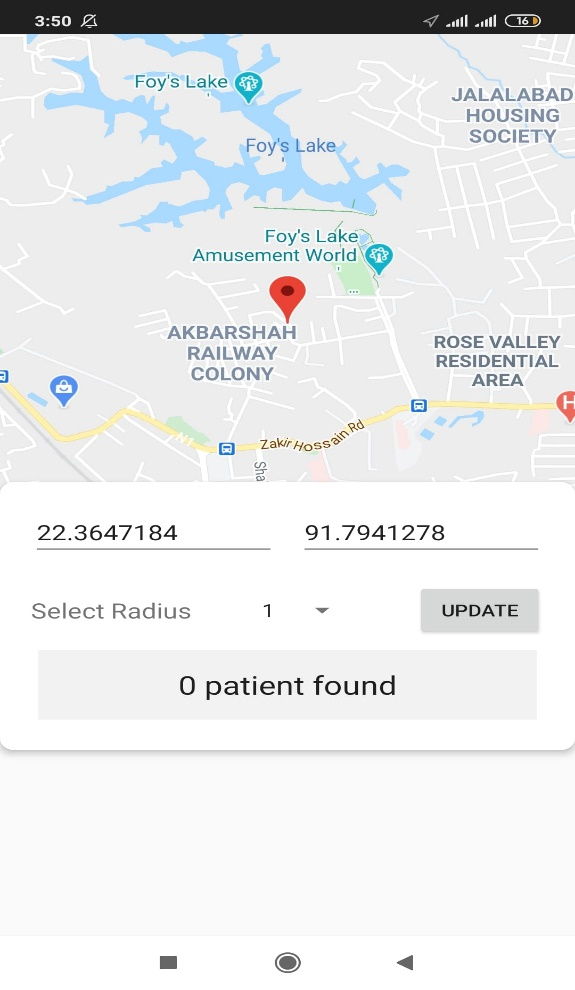 3:50
16
Foy's Lake
JALALABAD
HOUSING
SOCIETY
Foy's Lake
Foy's Lake
Amusement World
AKBARSHAH
RAILWAY
COLONY
ROSE VALLEY
RESIDENTIAL
AREA
H
N1
Zakir Hossain Rd
Sha
22.3647184
91.7941278
Select Radius
1
UPDATE
0 patient found